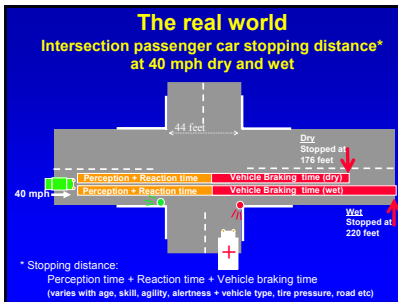 The real world
Intersection passenger car stopping distance*
at 40 mph dry and wet
44 feet
Dry
Stopped at
176 feet
Perception + Reaction time
Vehicle Braking time (dry)
40 mph
Perception + Reaction time
Vehicle Braking time (wet)
Wet
Stopped at
220 feet
* Stopping distance:
Perception time + Reaction time + Vehicle braking time
(varies with age, skill, agility, alertness + vehicle type, tire pressure, road etc)